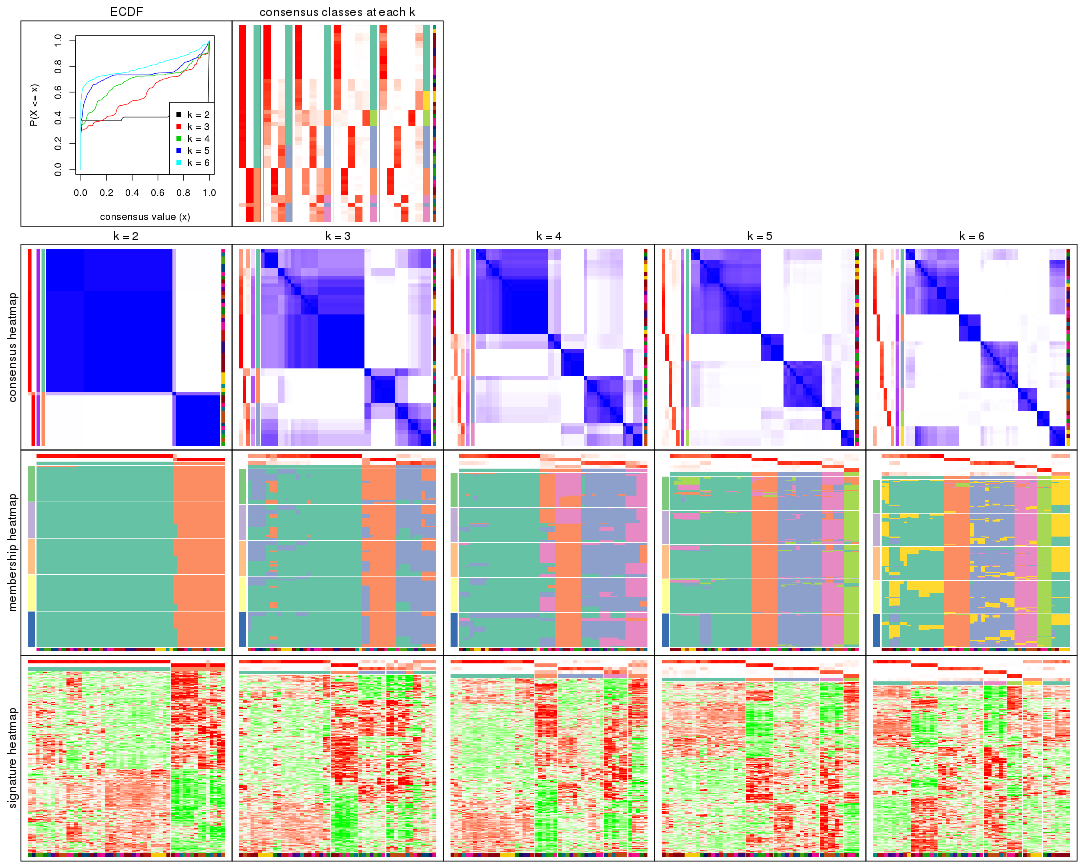 ECDF
consensus classes at each k
P(X <= x)
1.0
0.8
0.6
0.4
0.2
0.0
k = 2
k = 3
k = 4
k = 5
k = 6
0.0 0.2 0.4 0.6 0.8 1.0
consensus value (x)
k = 2
k = 3
k = 4
k = 5
k = 6
consensus heatmap
membership heatmap
signature heatmap